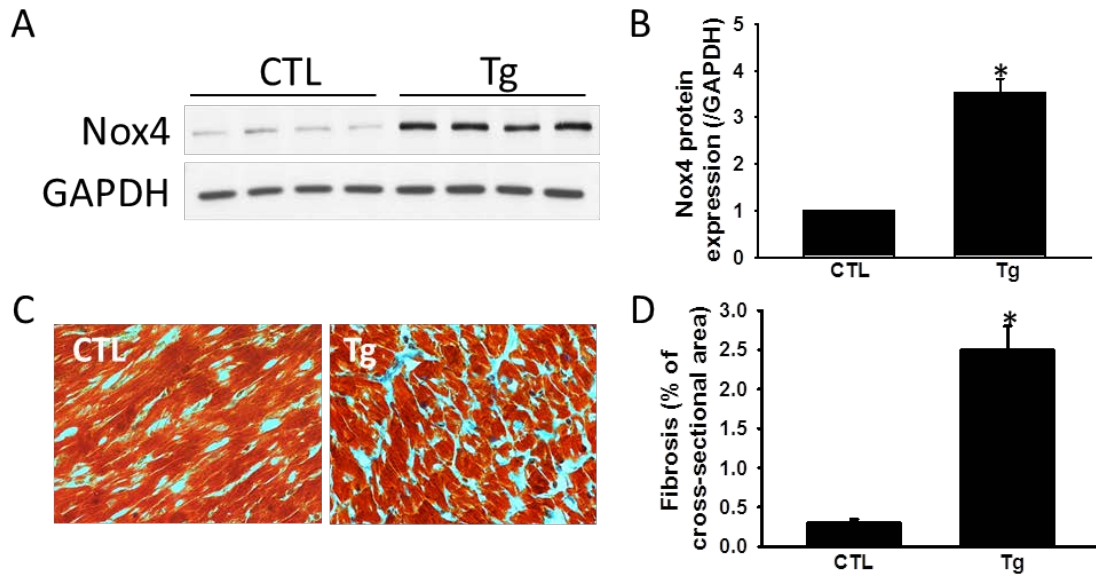 A
CTL Tg
Nox4
GAPDH
B
Nox4 protein
expression (/GAPDH)
5
4
3
2
1
0
*
CTL Tg
C
CTL
Tg
D
Fibrosis (% of
cross-sectional area)
3.0
2.5
2.0
1.5
1.0
0.5
0.0
*
CTL Tg